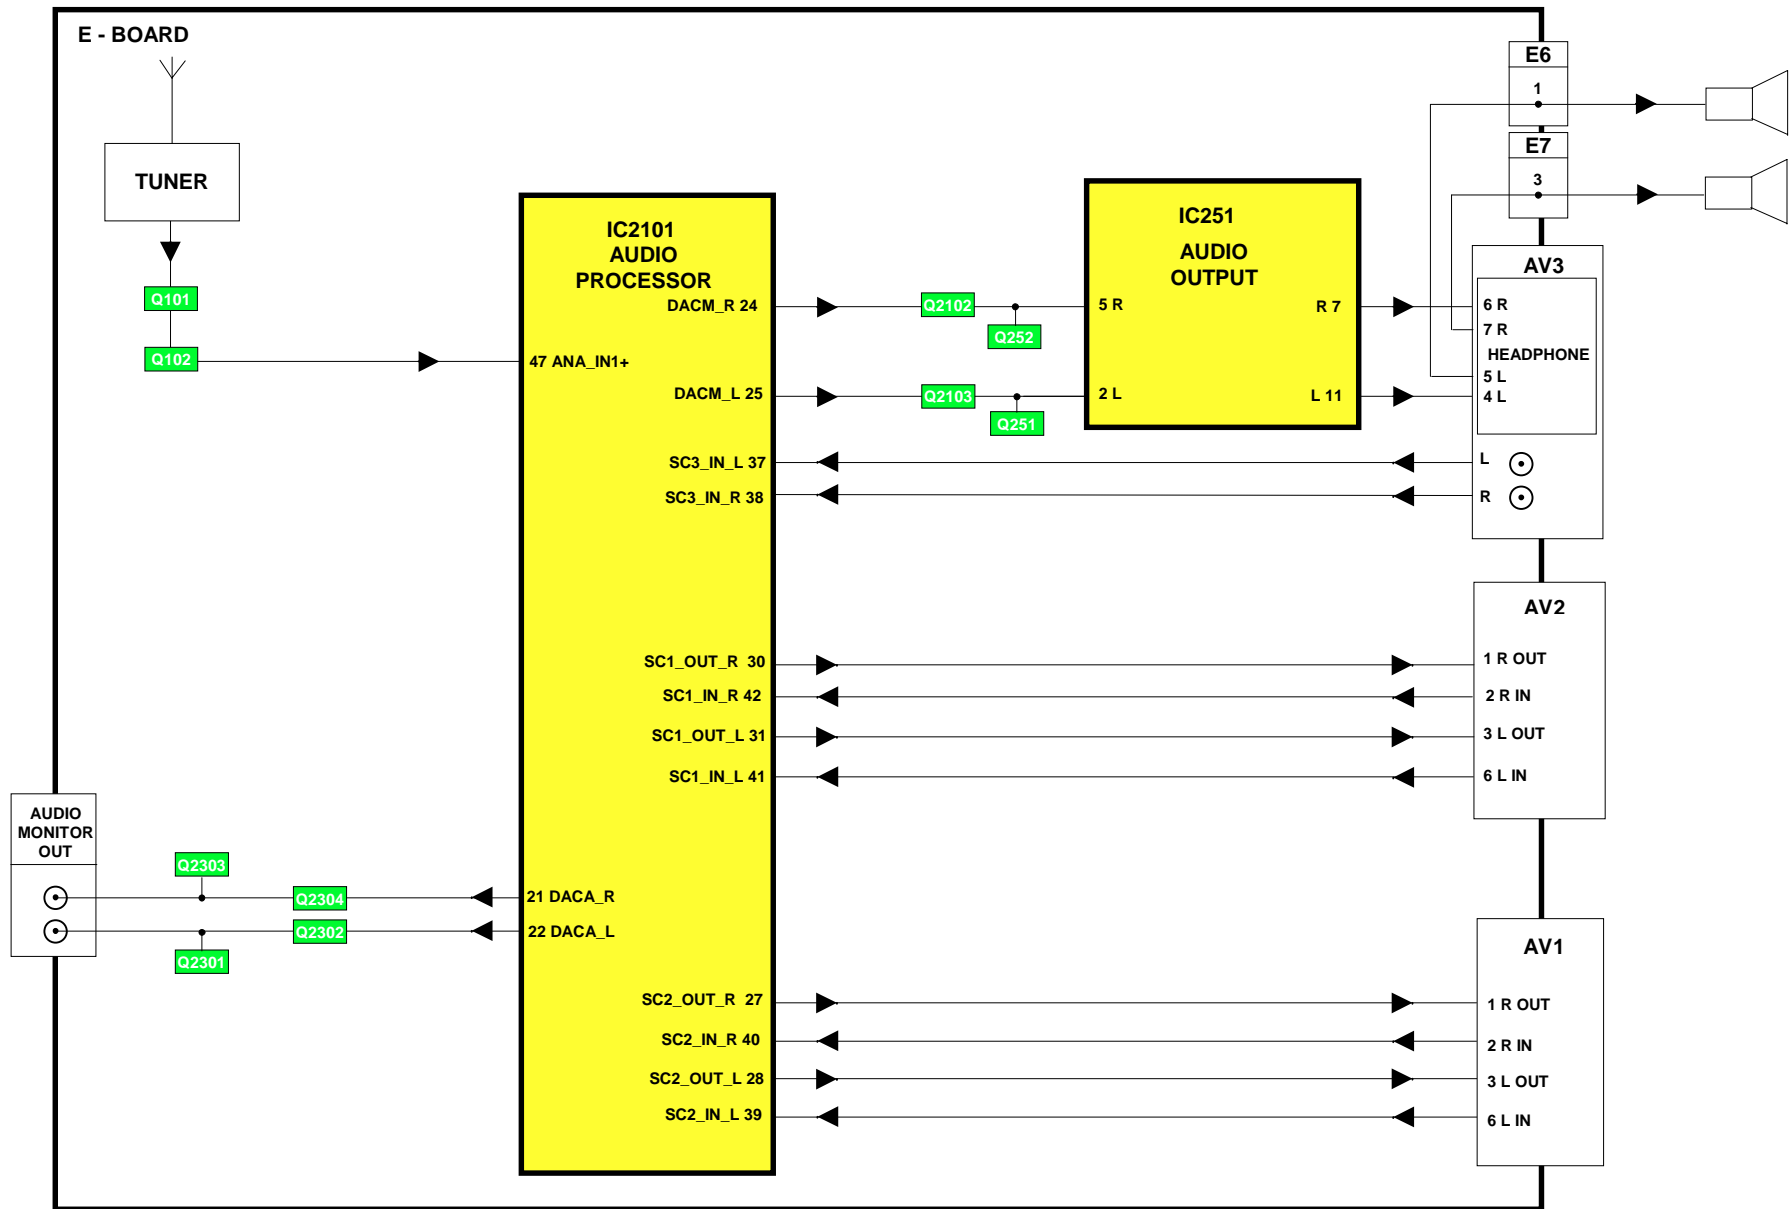 E - BOARD
TUNER
Q101
Q102
IC2101
AUDIO
PROCESSOR
DACM_R 24
47 ANA_IN1+
DACM_L 25
SC3_IN_L 37
SC3_IN_R 38
SC1_OUT_R 30
SC1_IN_R 42
SC1_OUT_L 31
SC1_IN_L 41
21 DACA_R
22 DACA_L
SC2_OUT_R 27
SC2_IN_R 40
SC2_OUT_L 28
SC2_IN_L 39
Q2102
Q252
Q2103
Q251
IC251
AUDIO
OUTPUT
5 R
R 7
2 L
L 11
E6
1
E7
3
AV3
6 R
7 R
HEADPHONE
5 L
4 L
L
R
AV2
1 R OUT
2 R IN
3 L OUT
6 L IN
AUDIO
MONITOR
OUT
Q2303
Q2304
Q2302
Q2301
AV1
1 R OUT
2 R IN
3 L OUT
6 L IN